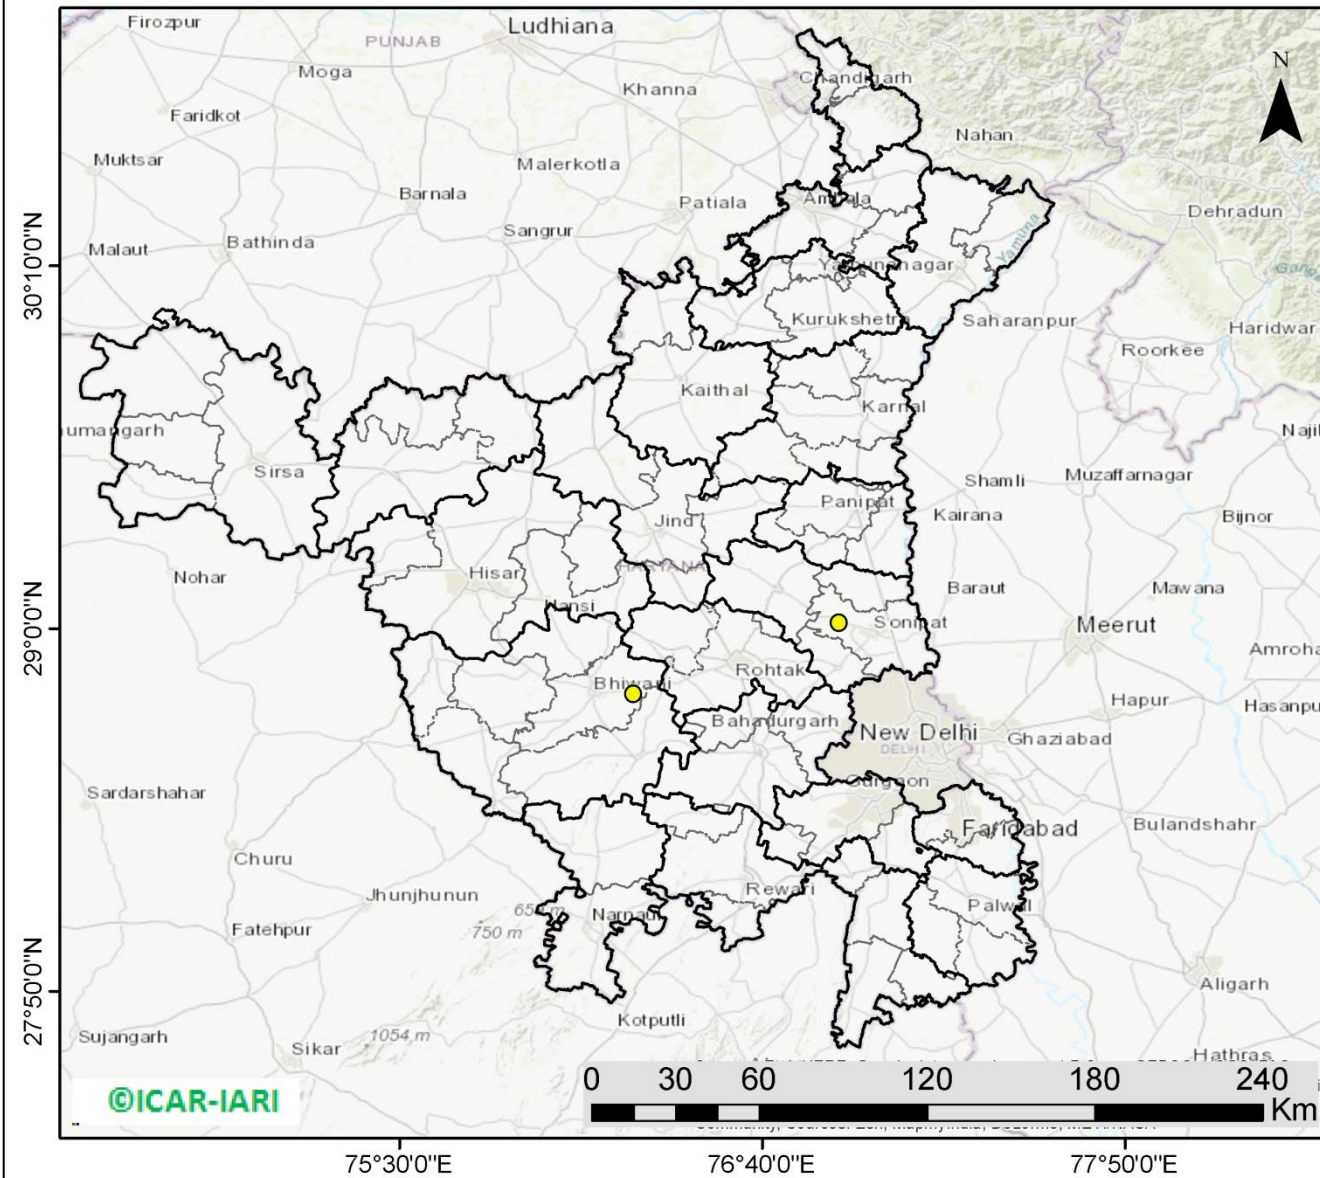 Firozpur
Ludhiana
PUNJAB
Moga
Chandigarh
Khanna
N
Faridkot
Nahan
Muktsar
Malerkotla
Barnala
Patiala
Ambala
Dehradun
Sangrur
Yamuna
Malaut
Bathinda
30°10'0"N
Yamunanagar
Kurukshetra
Saharanpur
Haridwar
Roorkee
Kaithal
Karnal
umangarh
Sirsa
Shamli
Muzaffarnagar
Panipat
Kairana
Bijnor
Jind
HARYANA
Nohar
Hisar
Baraut
Mawana
Hansi
29°0'0"N
Sonipat
Meerut
Amroha
Rohtak
Bhiwani
Hapur
Hasanpu
Bahadurgarh
New Delhi
DELHI
Ghaziabad
Gurgaon
Sardarshahar
Faridabad
Bulandshahr
Churu
Jhunjhunun
Rewari
Palwal
Narnaul
750 m
Fatehpur
27°50'0"N
Aligarh
Kotputli
Sujangarh
1054 m
Sikar
Hathras
©ICAR-IARI
0 30 60 120 180 240
Km
75°30'0"E 76°40'0"E 77°50'0"E